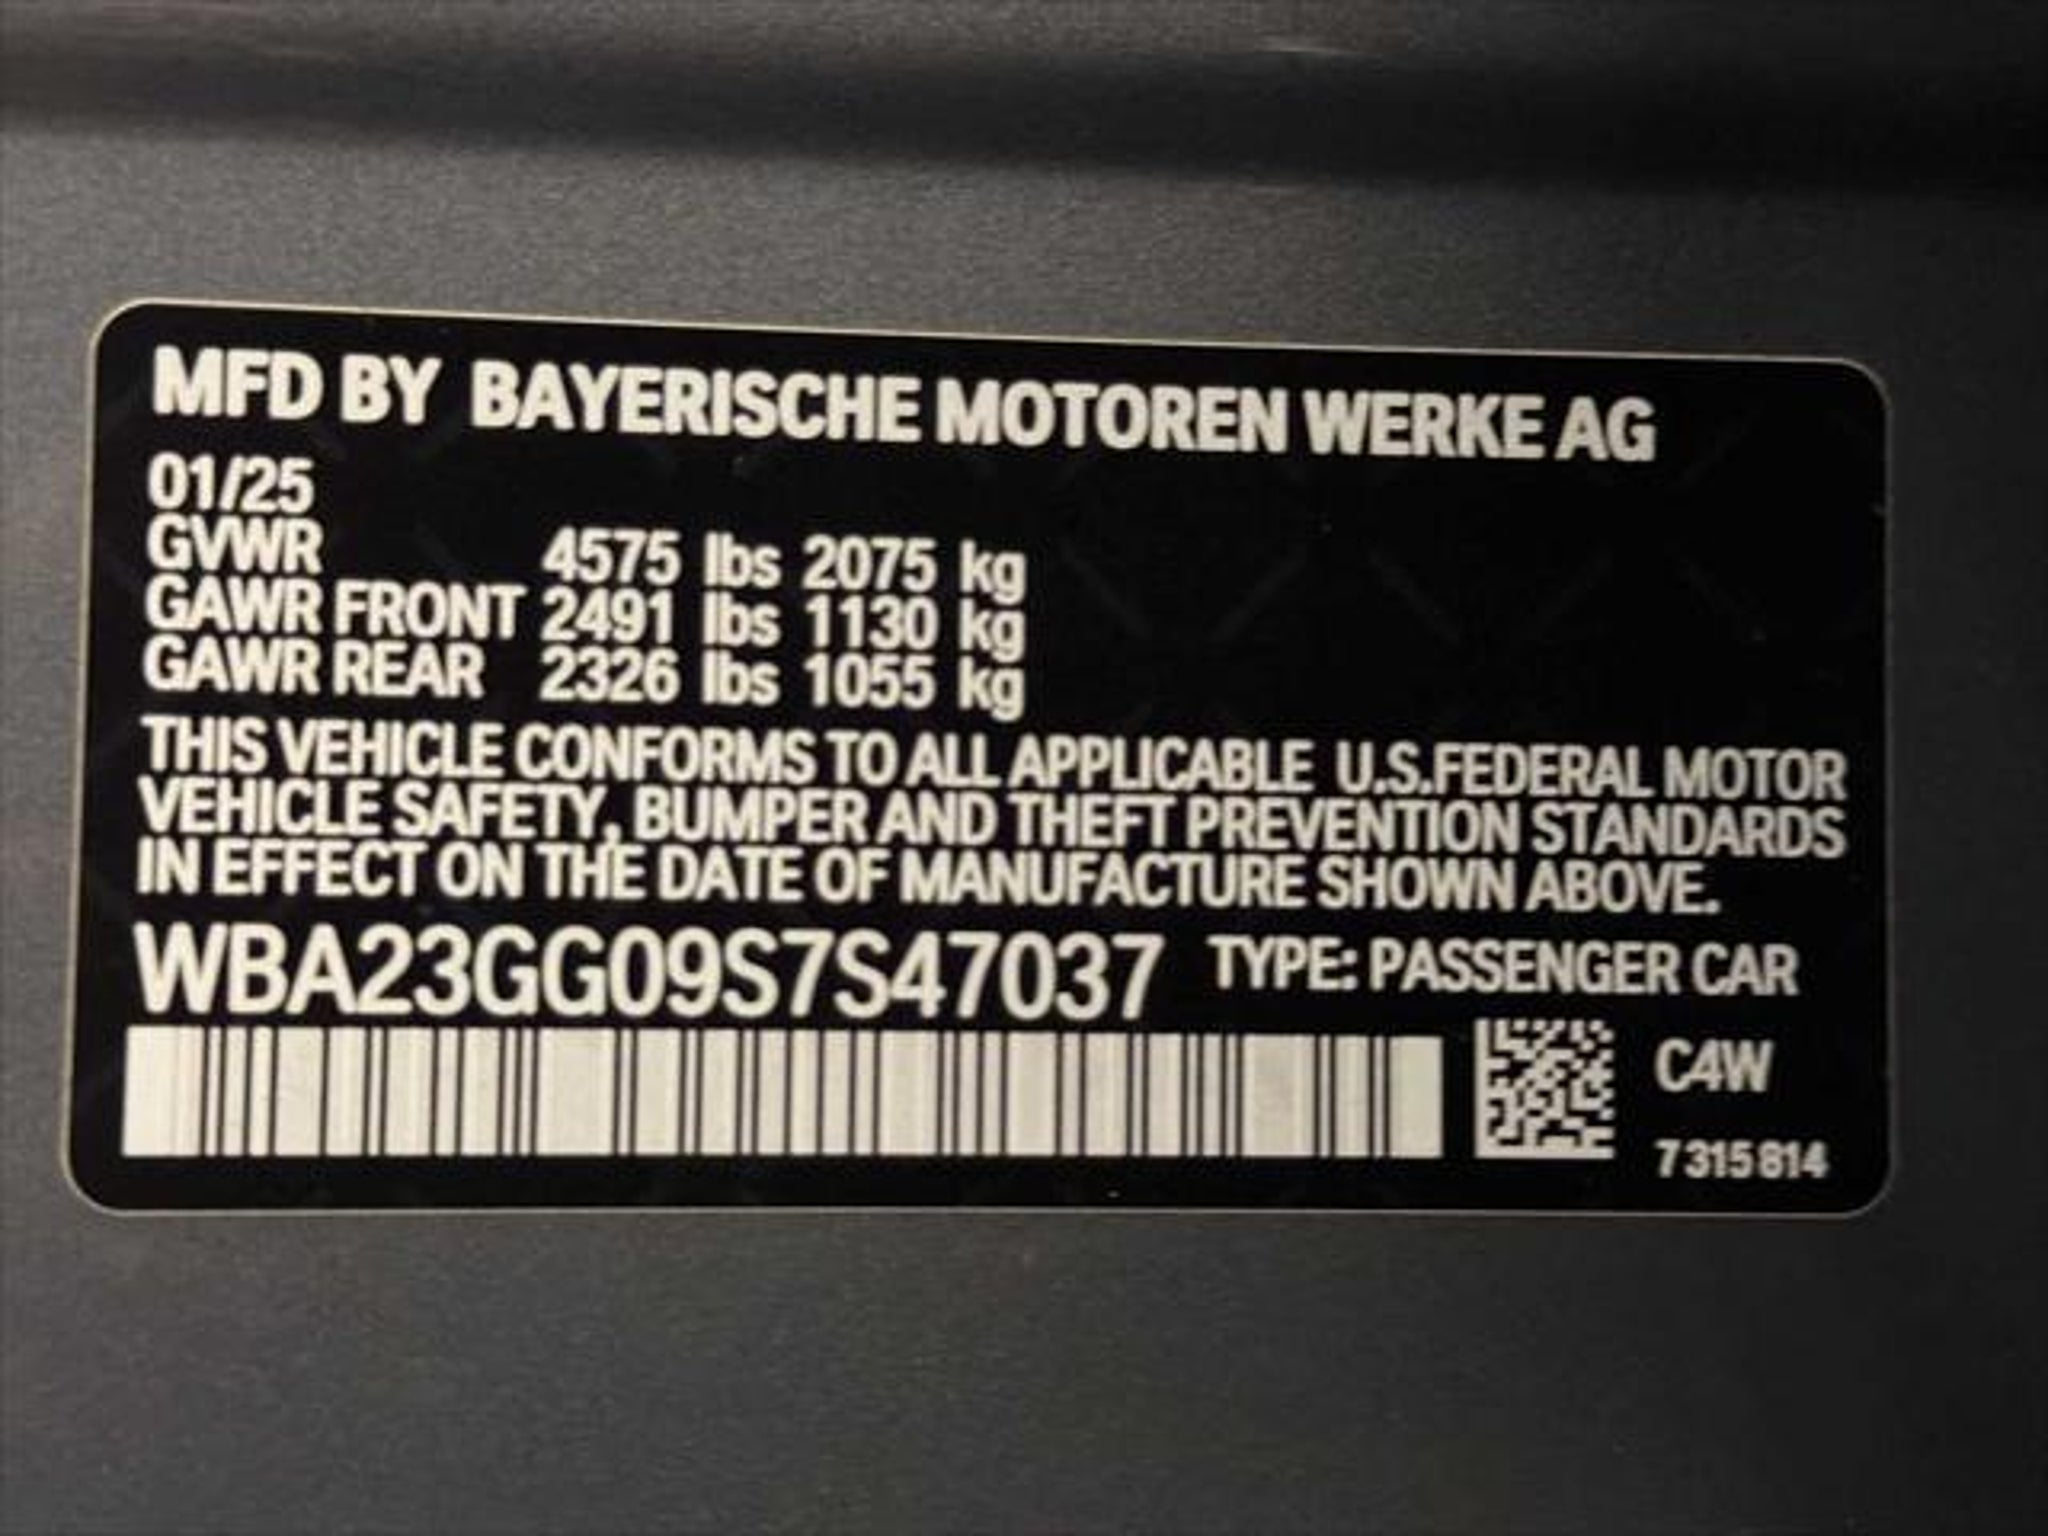 MFD BY BAYERISCHE MOTOREN WERKE AG
01/25
GVWR 4575 lbs 2075 kg
GAWR FRONT 2491 lbs 1130 kg
GAWR REAR 2326 lbs 1055 kg
THIS VEHICLE CONFORMS TO ALL APPLICABLE U.S.FEDERAL MOTOR
VEHICLE SAFETY, BUMPER AND THEFT PREVENTION STANDARDS
IN EFFECT ON THE DATE OF MANUFACTURE SHOWN ABOVE.
WBA23GG09S7S47037 TYPE: PASSENGER CAR
C4W
7315814